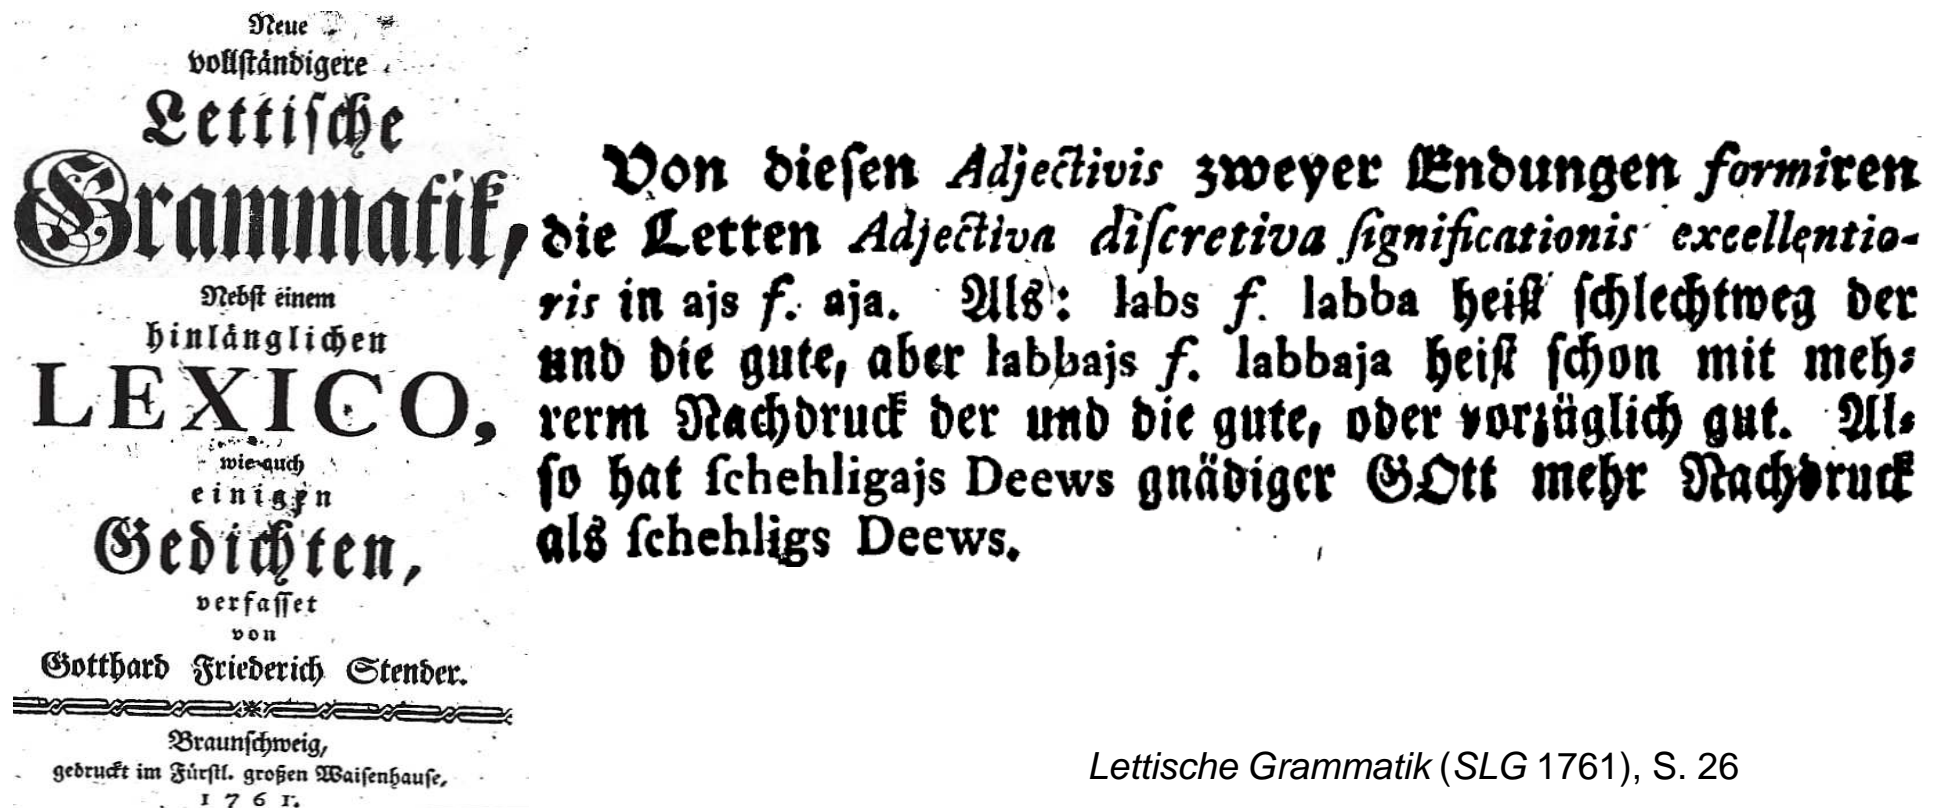 Neue
vollständigere
Lettiſche
Grammatik,
Nebſt einem
hinlänglichen
LEXICO,
wie auch
einigen
Gedichten,
verfaſſet
von
Gotthard Friederich Stender.
Braunſchweig,
gedruckt im Fürſtl. großen Waiſenhauſe,
1761.
Von dieſen Adjectivis zweyer Endungen formiren
die Letten Adjectiva diſcretiva ſignificationis excellentio-
ris in ajs f. aja. Als: labs f. labba heiſt ſchlechtweg der
und die gute, aber labbajs f. labbaja heiſt ſchon mit meh-
rerm Nachdruck der und die gute, oder vorzüglich gut. Al-
ſo hat ſchehligajs Deews gnädiger GOtt mehr Nachdruck
als ſchehligs Deews.
Lettische Grammatik (SLG 1761), S. 26